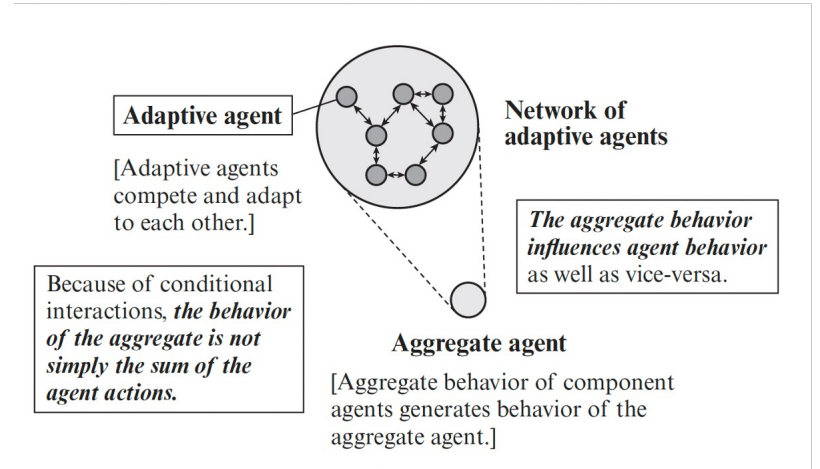 Adaptive agent
[Adaptive agents
compete and adapt
to each other.]
Network of
adaptive agents
The aggregate behavior
influences agent behavior
as well as vice-versa.
Because of conditional
interactions, the behavior
of the aggregate is not
simply the sum of the
agent actions.
Aggregate agent
[Aggregate behavior of component
agents generates behavior of the
aggregate agent.]